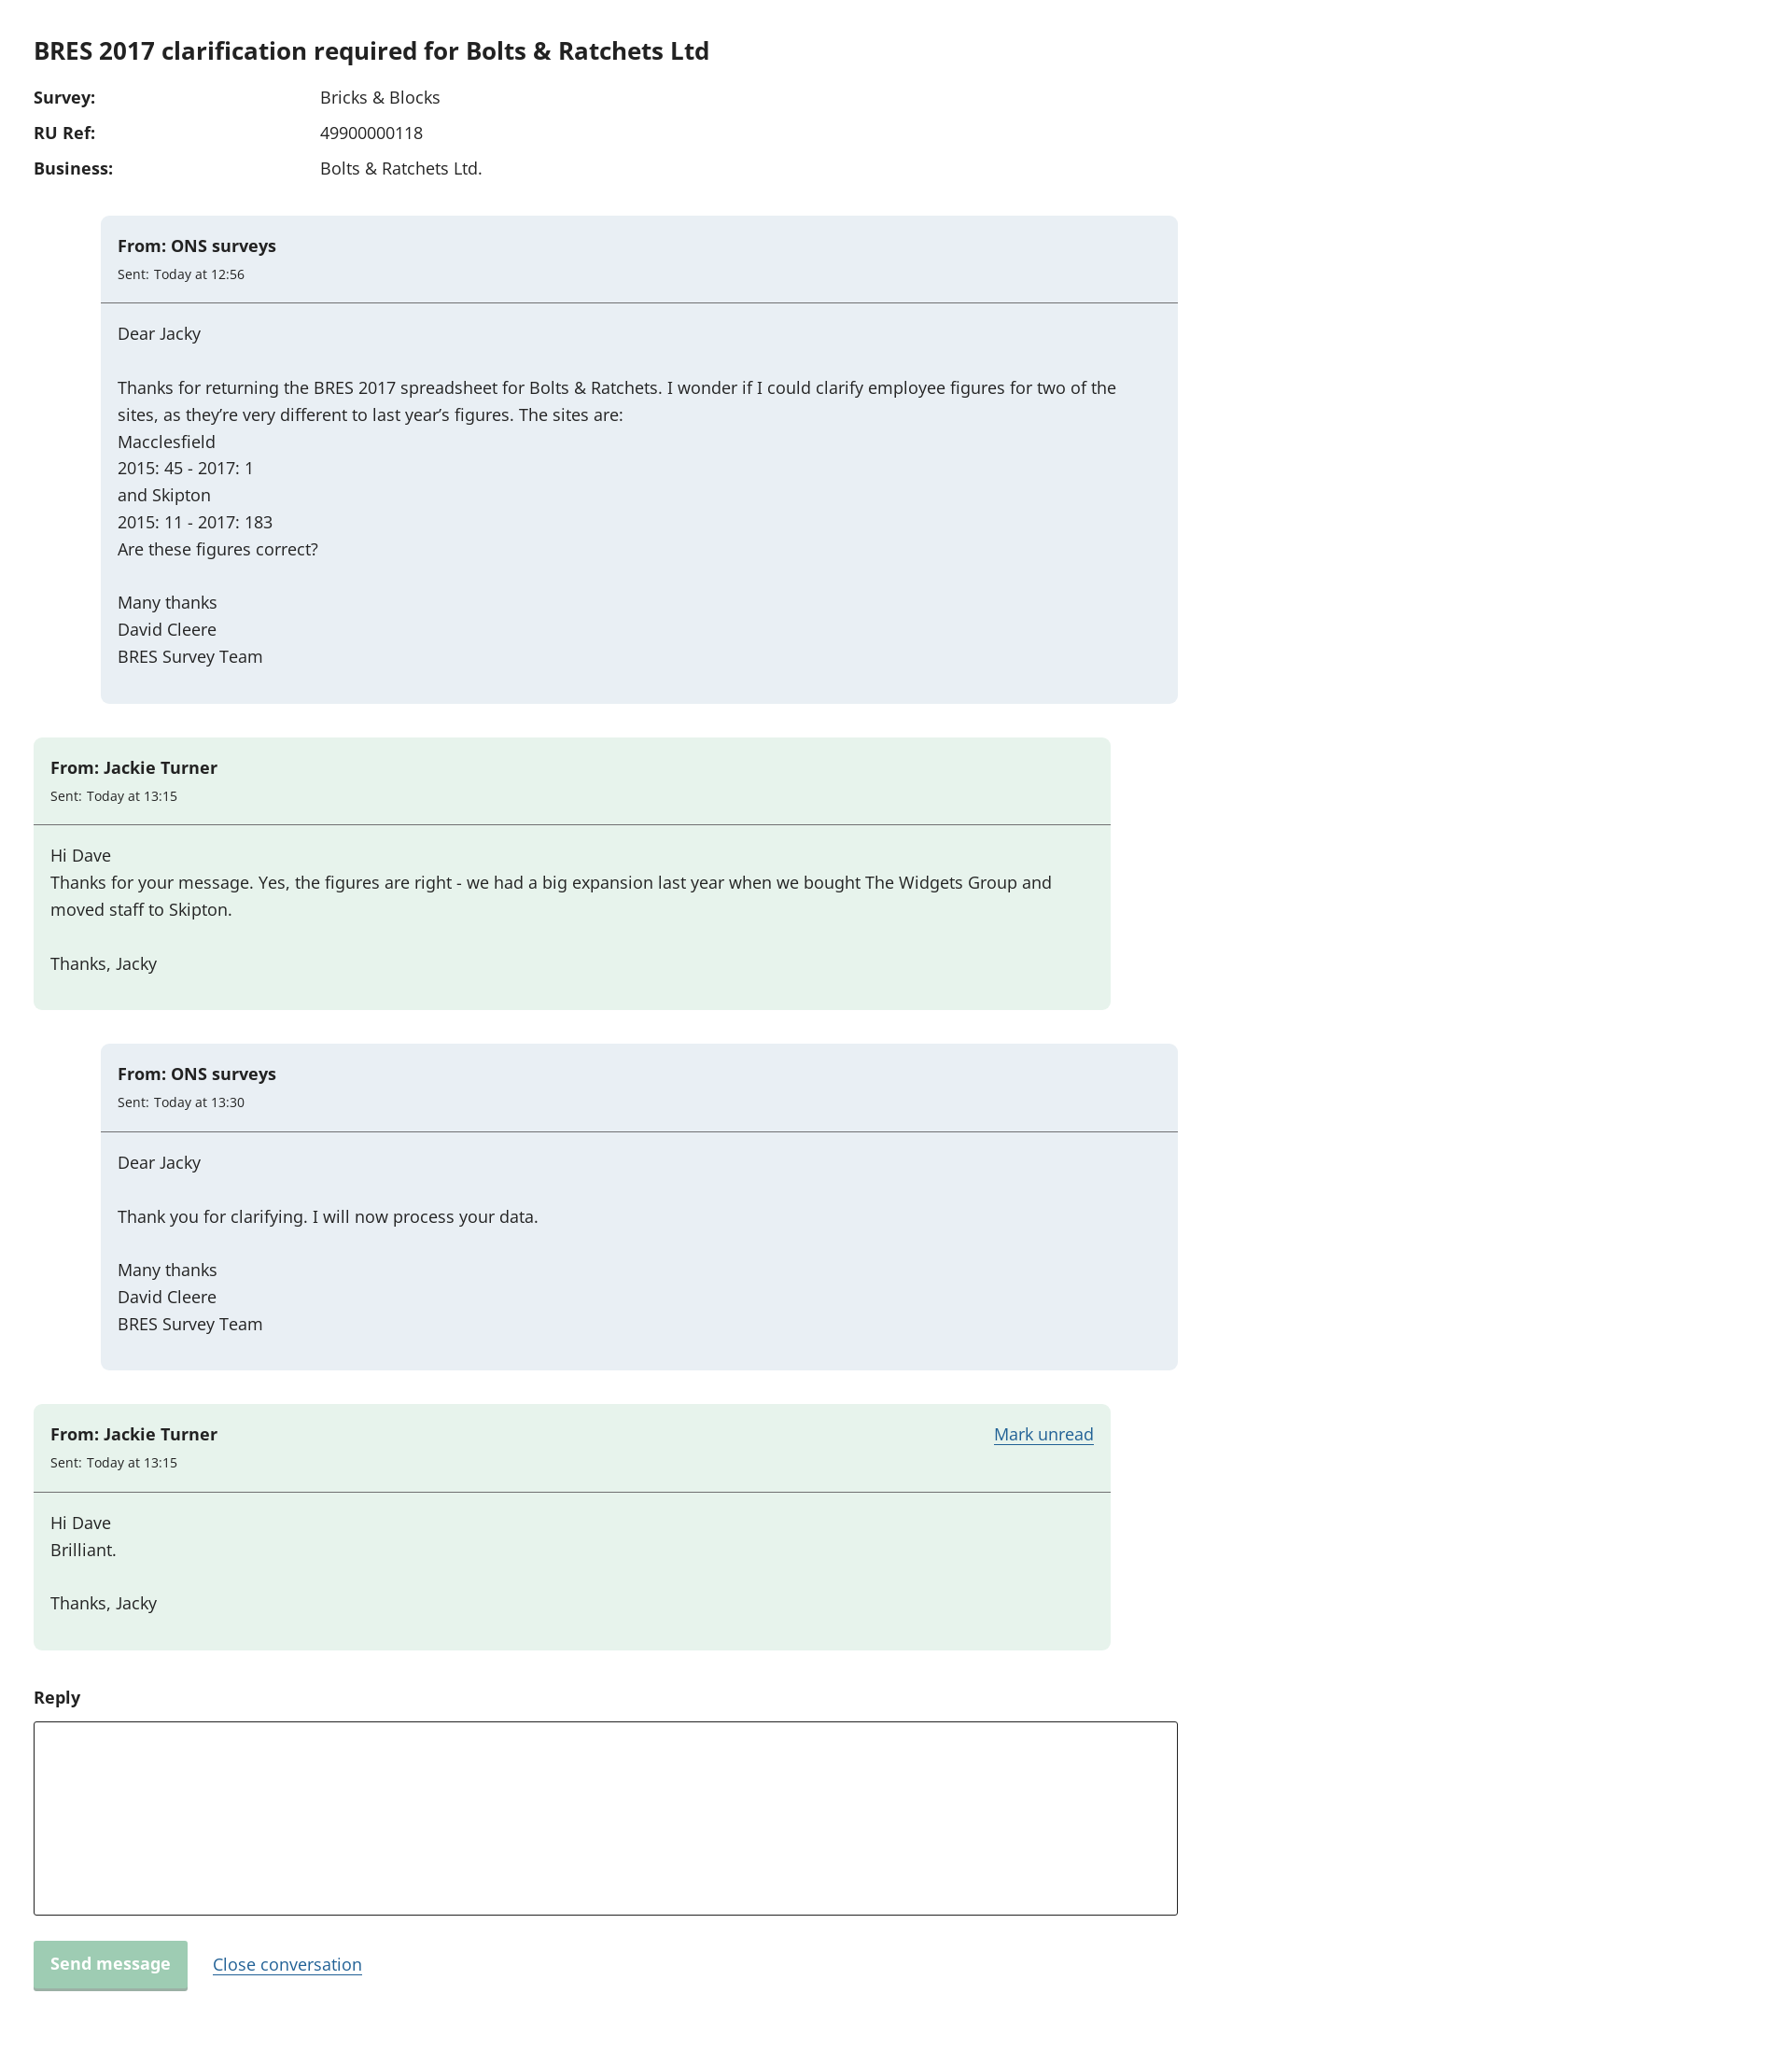 BRES 2017 clarification required for Bolts & Ratchets Ltd
Survey: Bricks & Blocks
RU Ref: 49900000118
Business: Bolts & Ratchets Ltd.
From: ONS surveys
Sent: Today at 12:56
Dear Jacky
Thanks for returning the BRES 2017 spreadsheet for Bolts & Ratchets. I wonder if I could clarify employee figures for two of the
sites, as they’re very different to last year’s figures. The sites are:
Macclesfield
2015: 45 - 2017: 1
and Skipton
2015: 11 - 2017: 183
Are these figures correct?
Many thanks
David Cleere
BRES Survey Team
From: Jackie Turner
Sent: Today at 13:15
Hi Dave
Thanks for your message. Yes, the figures are right - we had a big expansion last year when we bought The Widgets Group and
moved staff to Skipton.
Thanks, Jacky
From: ONS surveys
Sent: Today at 13:30
Dear Jacky
Thank you for clarifying. I will now process your data.
Many thanks
David Cleere
BRES Survey Team
From: Jackie Turner
Mark unread
Sent: Today at 13:15
Hi Dave
Brilliant.
Thanks, Jacky
Reply
Send message
Close conversation